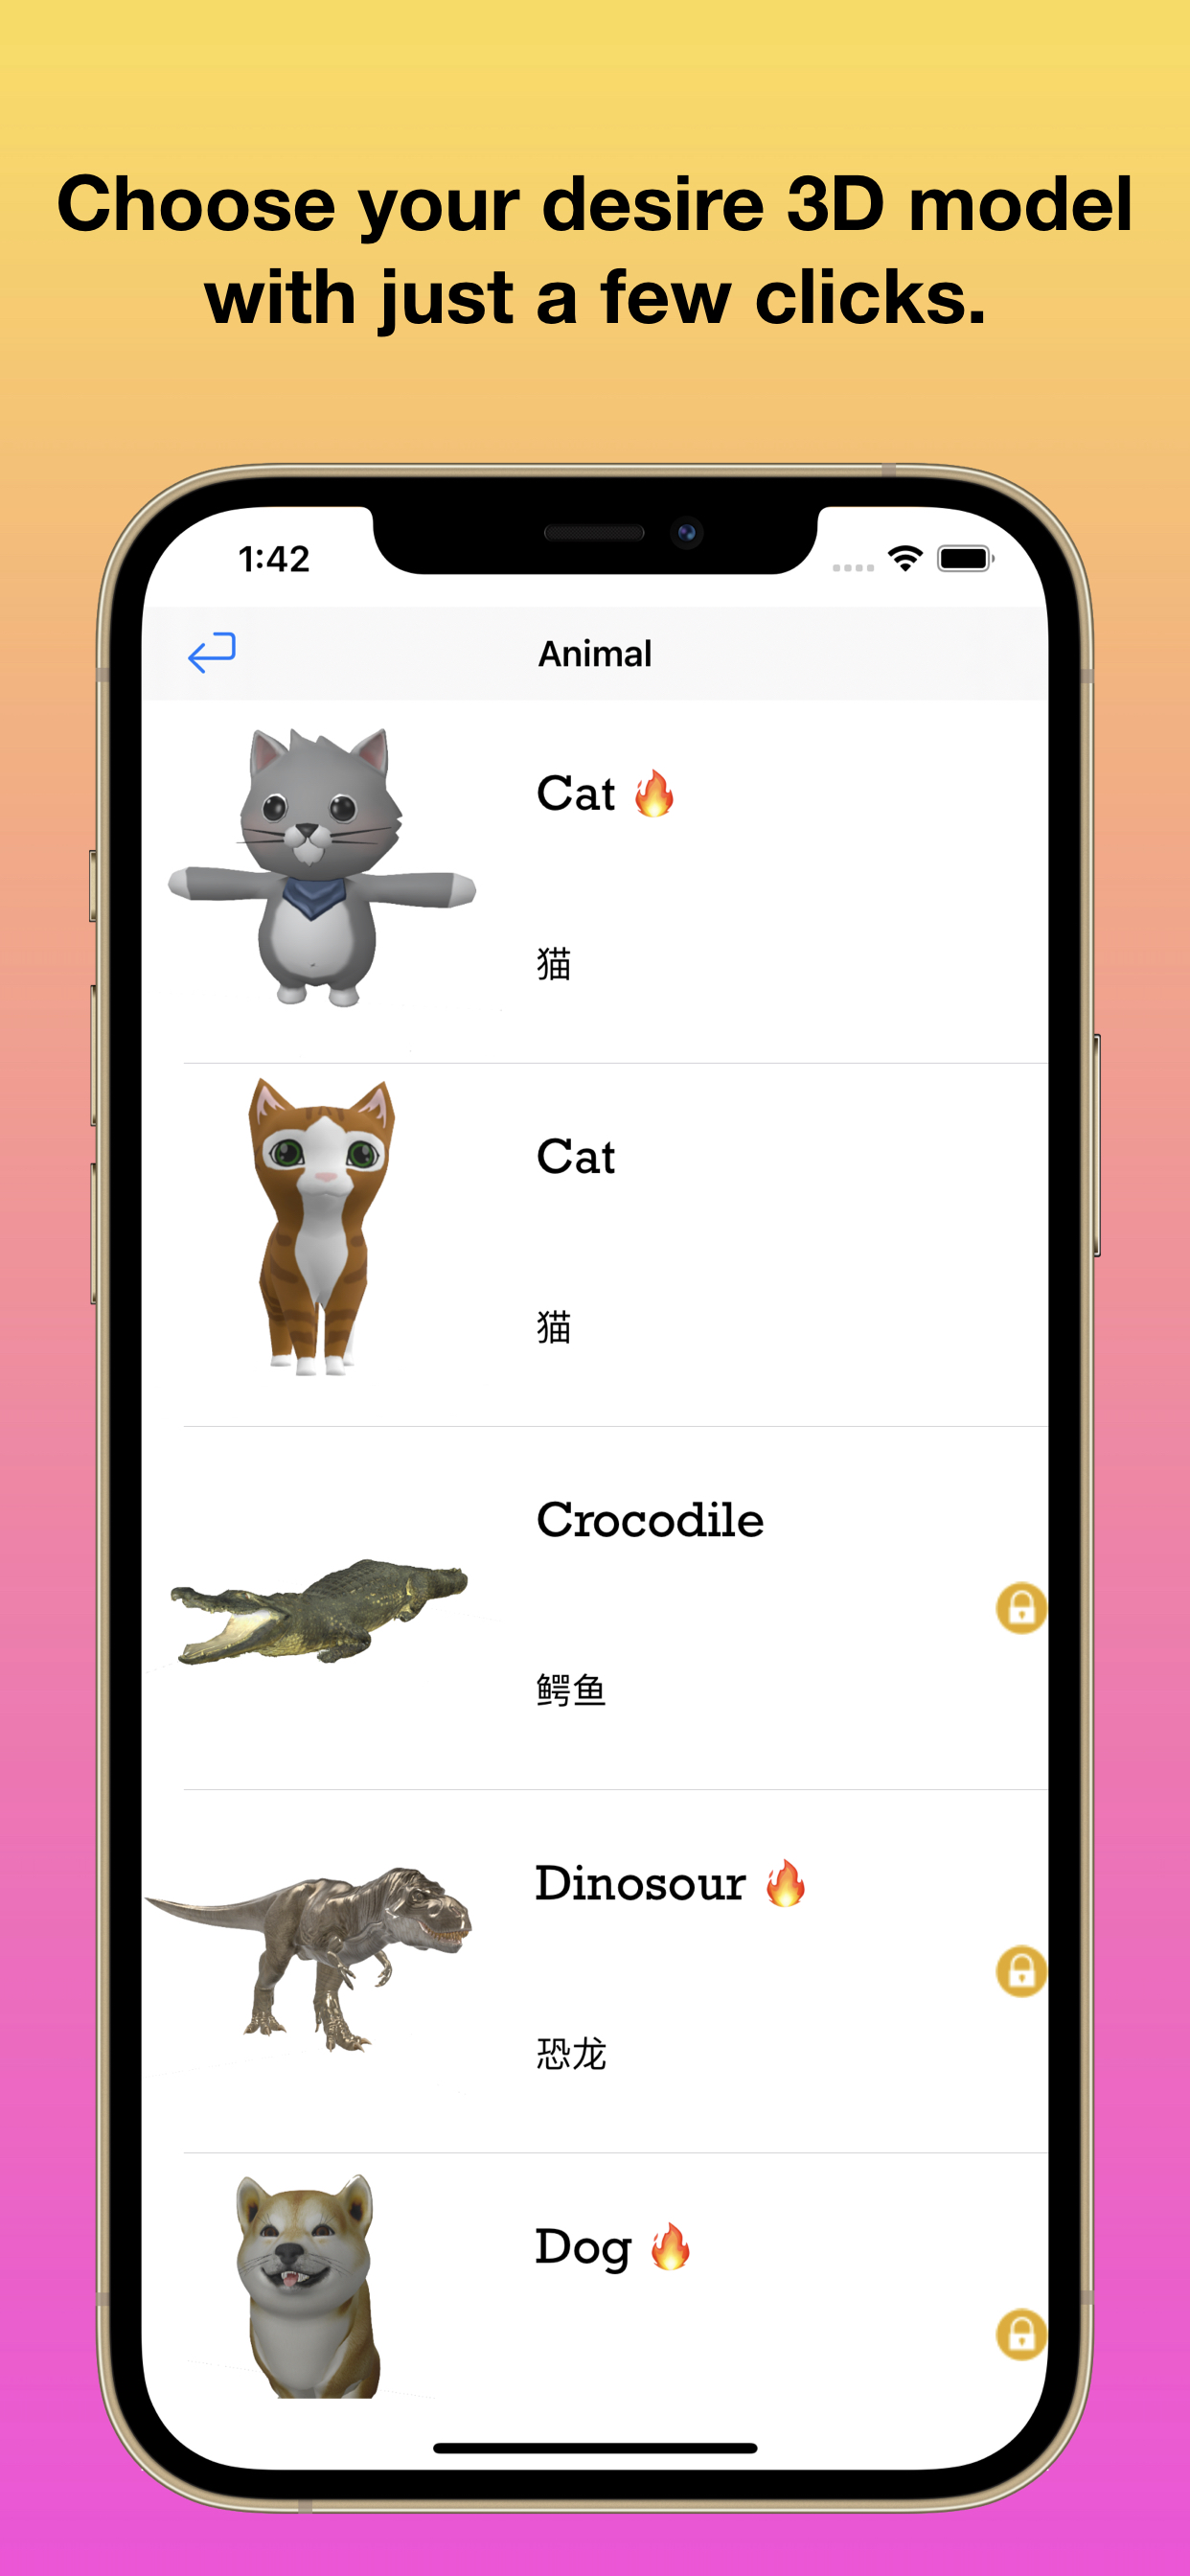 Choose your desire 3D model
with just a few clicks.
1:42
Animal
Cat 🔥
猫
Cat
猫
Crocodile
鳄鱼
Dinosour 🔥
恐龙
Dog 🔥